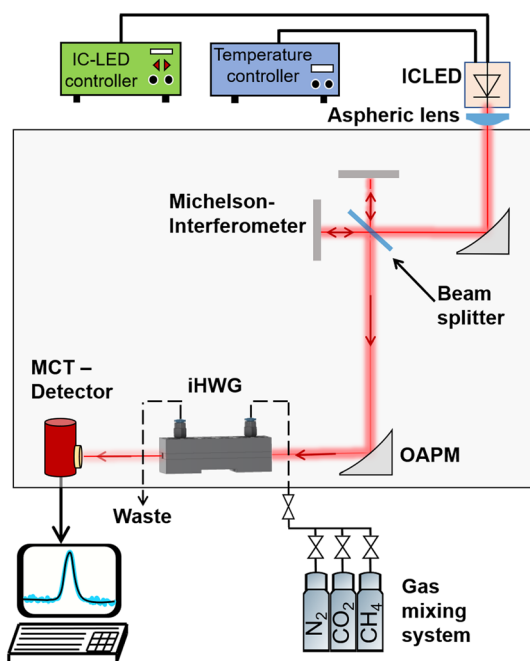 IC-LED
controller
Temperature
controller
ICLED
Aspheric lens
Michelson-
Interferometer
Beam
splitter
MCT –
Detector
iHWG
OAPM
Waste
N2
CO2
CH4
Gas
mixing
system